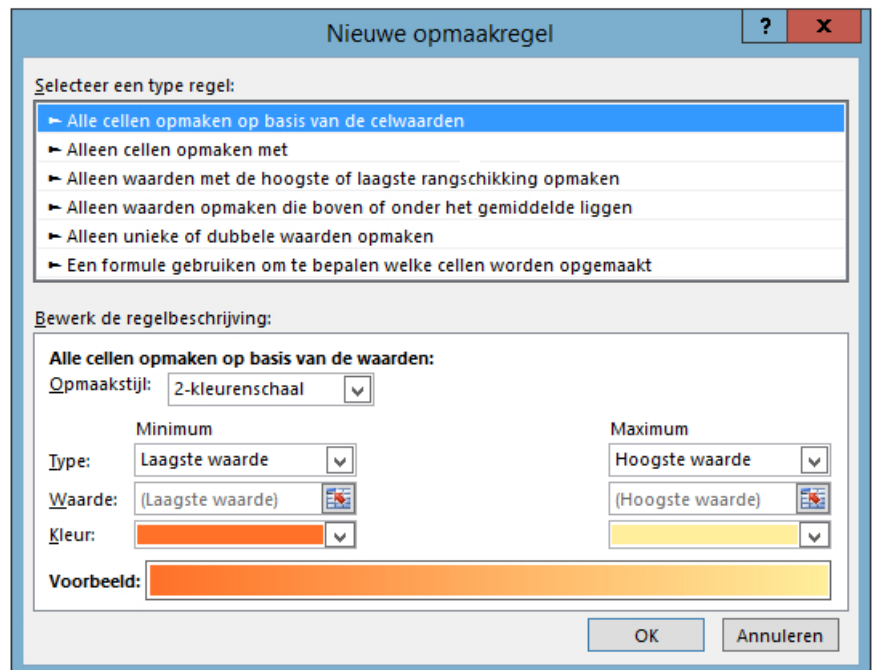 Nieuwe opmaakregel
? x
Selecteer een type regel:
► Alle cellen opmaken op basis van de celwaarden
► Alleen cellen opmaken met
► Alleen waarden met de hoogste of laagste rangschikking opmaken
► Alleen waarden opmaken die boven of onder het gemiddelde liggen
► Alleen unieke of dubbele waarden opmaken
► Een formule gebruiken om te bepalen welke cellen worden opgemaakt
Bewerk de regelbeschrijving:
Alle cellen opmaken op basis van de waarden:
Opmaakstijl: 2-kleurenschaal
Minimum Maximum
Type: Laagste waarde Hoogste waarde
Waarde: (Laagste waarde) (Hoogste waarde)
Kleur:
Voorbeeld:
OK Annuleren